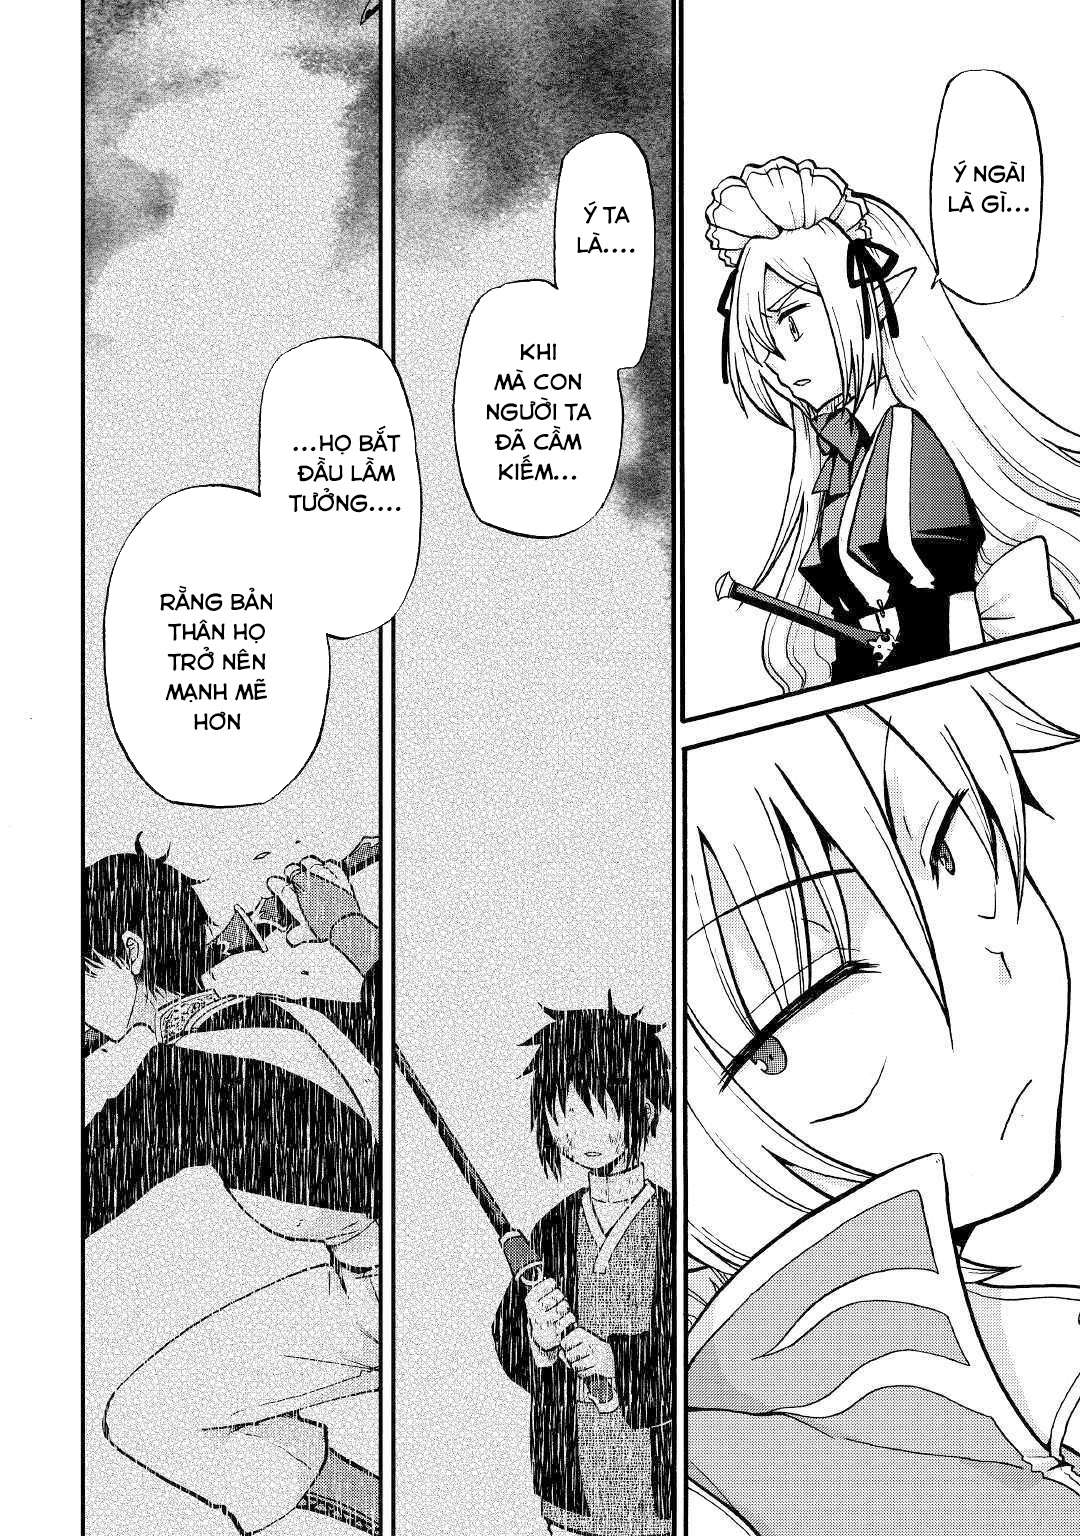 Ý NGÀI
LÀ GÌ...
Ý TA
LÀ....
KHI
MÀ CON
NGƯỜI TA
ĐÃ CẦM
KIẾM...
...HỌ BẮT
ĐẦU LẦM
TƯỞNG....
RẰNG BẢN
THÂN HỌ
TRỞ NÊN
MẠNH MẼ
HƠN